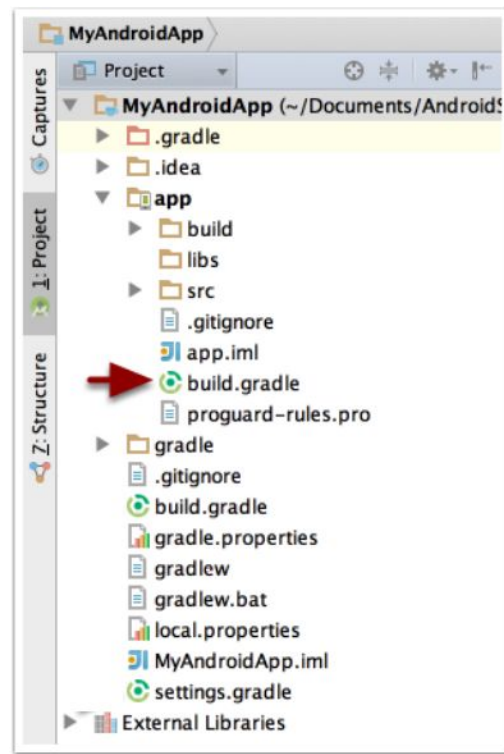 MyAndroidApp
Project
MyAndroidApp (~/Documents/AndroidS
.gradle
.idea
app
build
libs
src
.gitignore
app.iml
build.gradle
proguard-rules.pro
gradle
.gitignore
build.gradle
gradle.properties
gradlew
gradlew.bat
local.properties
MyAndroidApp.iml
settings.gradle
External Libraries
Captures
1: Project
Z: Structure